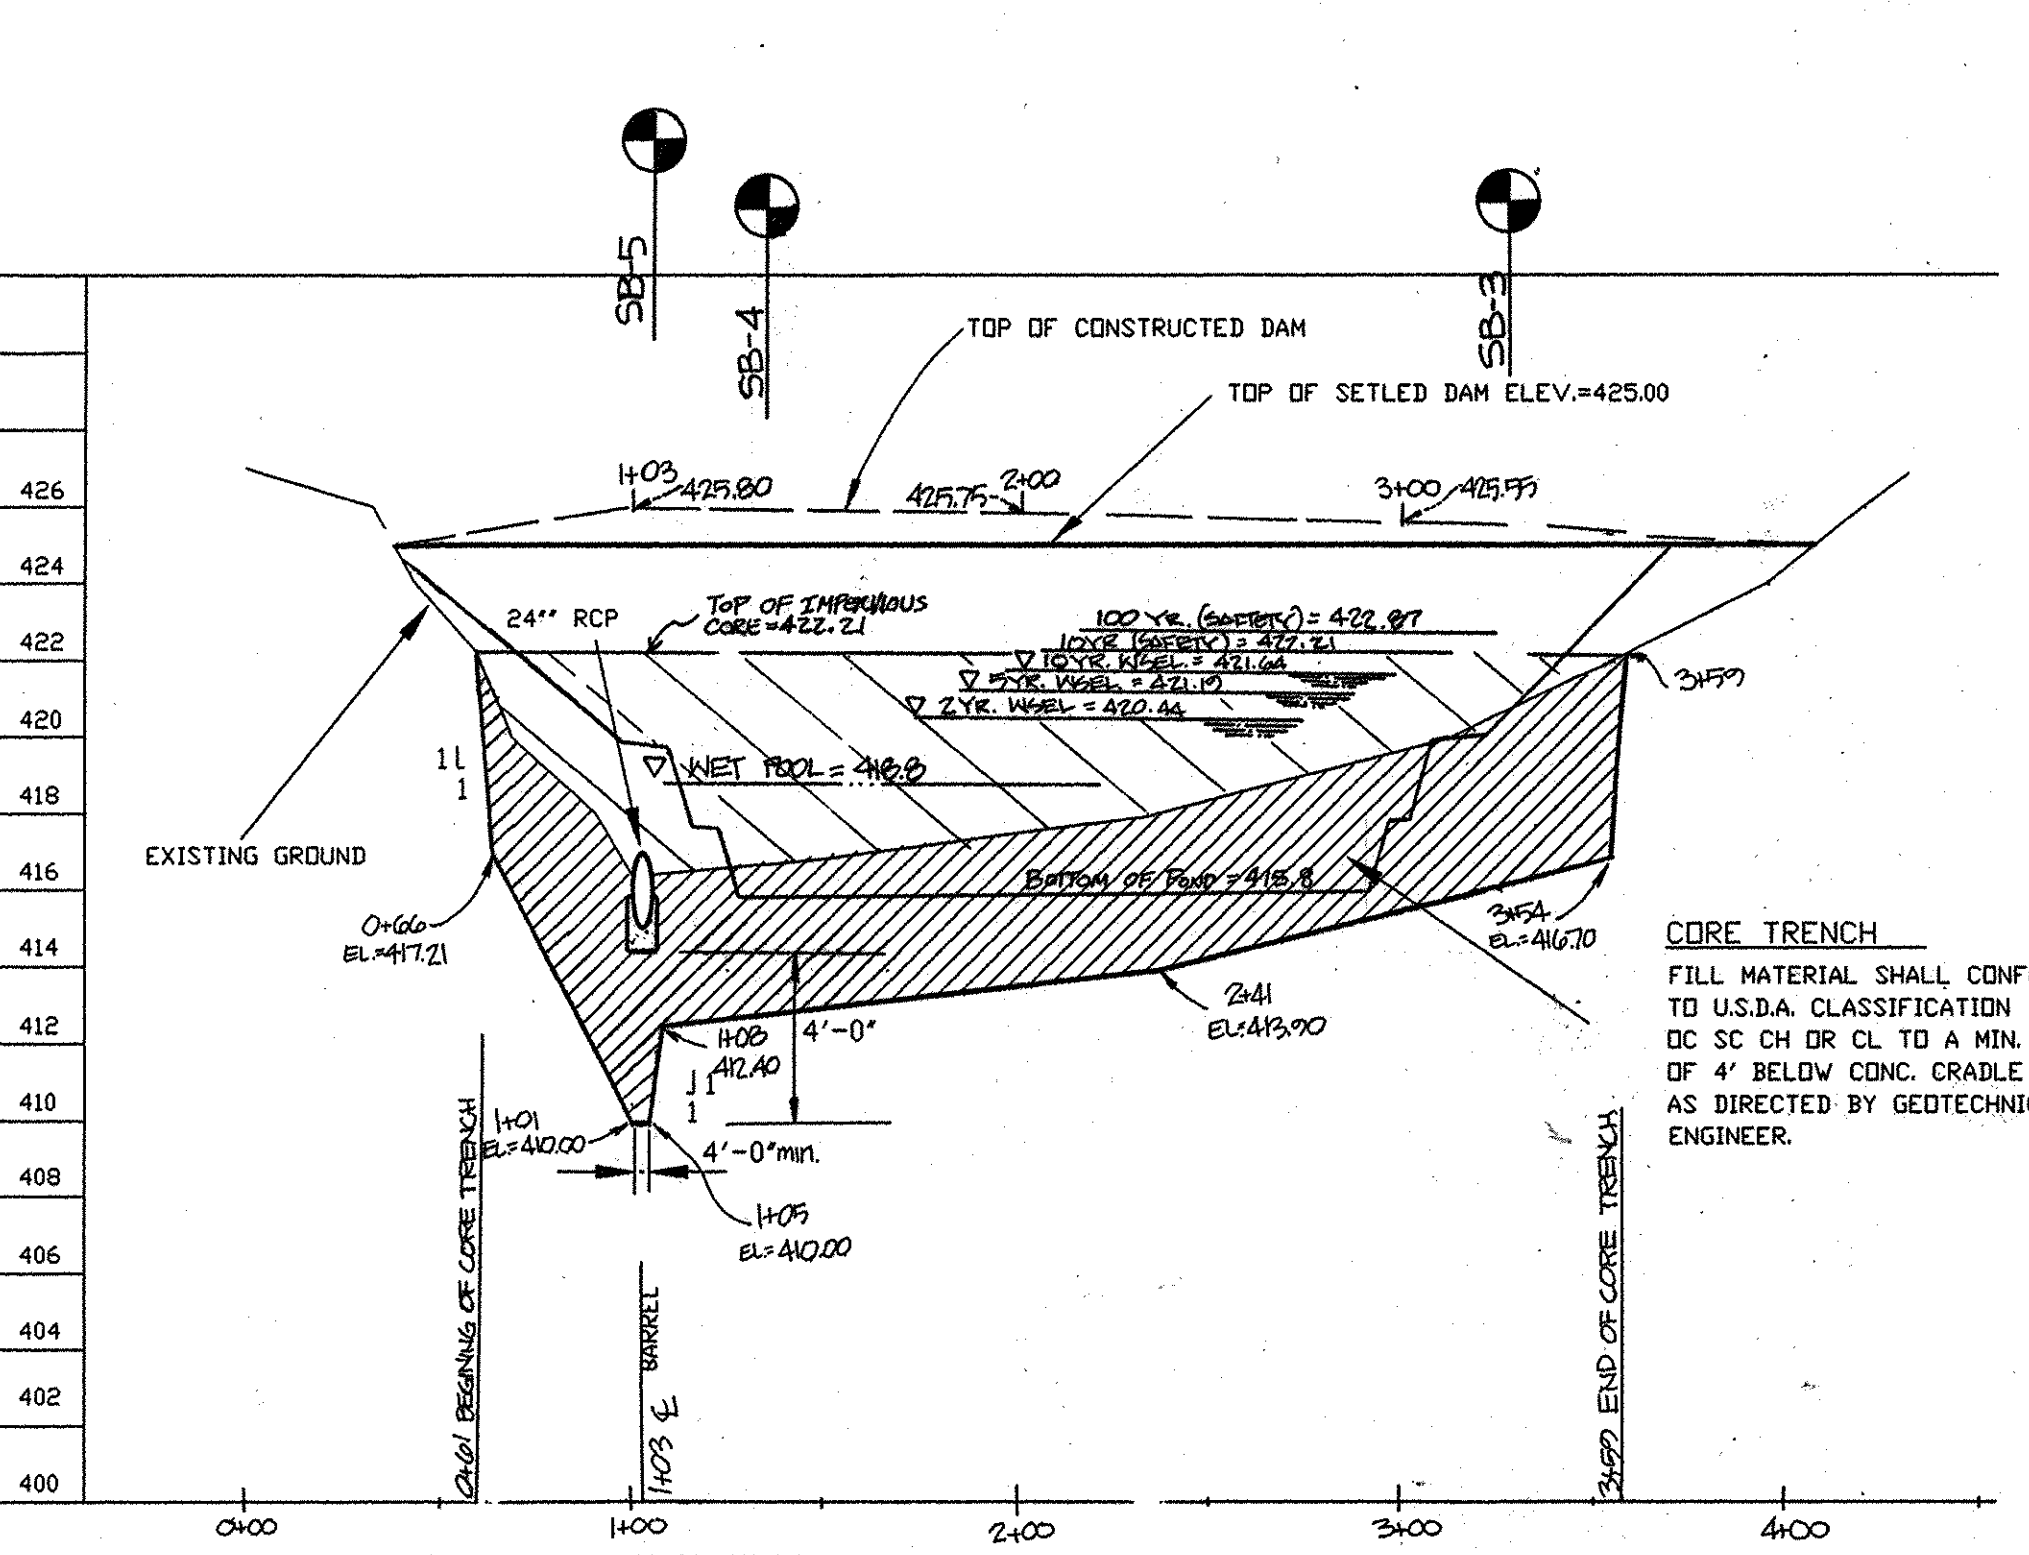 SB-5
SB-4
SB-3
TOP OF CONSTRUCTED DAM
TOP OF SETLED DAM ELEV.=425.00
1+03
425.80
425.75
2+00
3+00
425.55
426
424
422
420
418
416
414
412
410
408
406
404
402
400
24"" RCP
TOP OF IMPERVIOUS
CORE=422.21
100 YR. (SAFTETY)= 422.87
10YR (SAFETY) = 422.21
10YR. WSEL. = 421.64
5YR. WSEL = 421.19
2YR. WSEL = 420.44
WET POOL = 418.8
3+59
1
1
EXISTING GROUND
0+66
EL.=417.21
BOTTOM OF POND = 415.8
3+54
EL=416.70
CORE TRENCH
FILL MATERIAL SHALL CONF
TO U.S.D.A. CLASSIFICATION
OC SC CH OR CL TO A MIN.
OF 4' BELOW CONC. CRADLE
AS DIRECTED BY GEOTECHNI
ENGINEER.
2+41
EL=413.90
1+08
412.40
4'-0"
1
1
1+01
EL=410.00
4'-0"min.
1+05
EL=410.00
0+61 BEGINING OF CORE TRENCH
1+03 ℄ BARREL
3+59 END OF CORE TRENCH
0+00
1+00
2+00
3+00
4+00